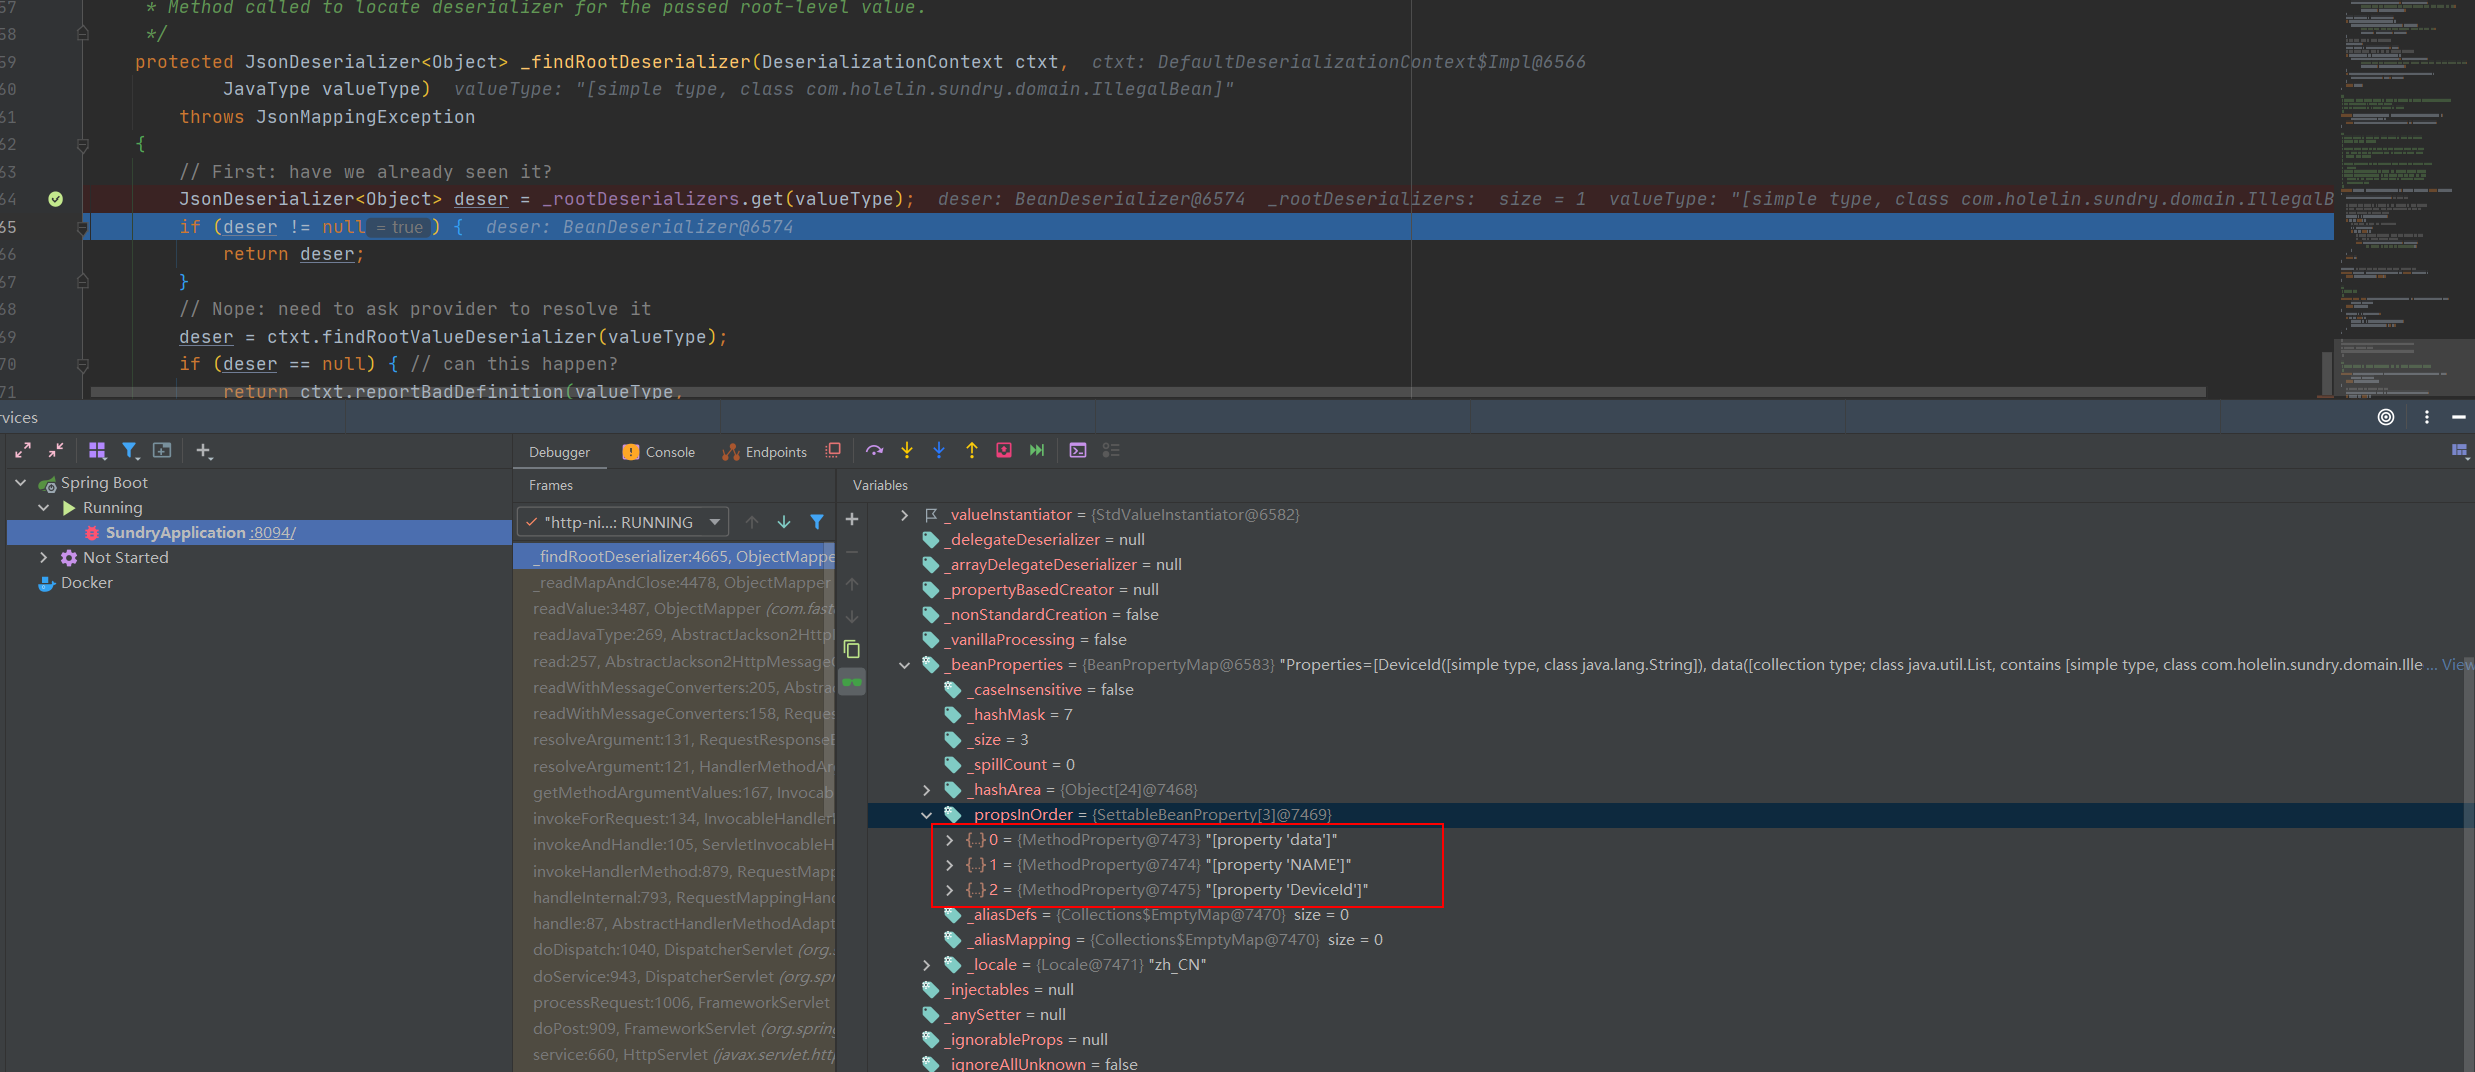 57 * Method called to locate deserializer for the passed root-level value.
58 */
59 protected JsonDeserializer<Object> _findRootDeserializer(DeserializationContext ctxt, ctxt: DefaultDeserializationContext$Impl@6566
60 JavaType valueType) valueType: "[simple type, class com.holelin.sundry.domain.IllegalBean]"
61 throws JsonMappingException
62 {
63 // First: have we already seen it?
64 JsonDeserializer<Object> deser = _rootDeserializers.get(valueType); deser: BeanDeserializer@6574 _rootDeserializers: size = 1 valueType: "[simple type, class com.holelin.sundry.domain.IllegalB
65 if (deser != null = true ) { deser: BeanDeserializer@6574
66 return deser;
67 }
68 // Nope: need to ask provider to resolve it
69 deser = ctxt.findRootValueDeserializer(valueType);
70 if (deser == null) { // can this happen?
71 return ctxt.reportBadDefinition(valueType,
rvices
Debugger Console Endpoints
Spring Boot
Running
SundryApplication :8094/
Not Started
Docker
Frames
"http-ni...: RUNNING
_findRootDeserializer:4665, ObjectMappe
_readMapAndClose:4478, ObjectMapper
readValue:3487, ObjectMapper (com.fast
readJavaType:269, AbstractJackson2HttpM
read:257, AbstractJackson2HttpMessageC
readWithMessageConverters:205, Abstrac
readWithMessageConverters:158, Reques
resolveArgument:131, RequestResponseB
resolveArgument:121, HandlerMethodAr
getMethodArgumentValues:167, Invocab
invokeForRequest:134, InvocableHandlerM
invokeAndHandle:105, ServletInvocableH
invokeHandlerMethod:879, RequestMapp
handleInternal:793, RequestMappingHand
handle:87, AbstractHandlerMethodAdapt
doDispatch:1040, DispatcherServlet (org.
doService:943, DispatcherServlet (org.spr
processRequest:1006, FrameworkServlet
doPost:909, FrameworkServlet (org.spring
service:660, HttpServlet (javax.servlet.http
Variables
_valueInstantiator = {StdValueInstantiator@6582}
_delegateDeserializer = null
_arrayDelegateDeserializer = null
_propertyBasedCreator = null
_nonStandardCreation = false
_vanillaProcessing = false
_beanProperties = {BeanPropertyMap@6583} "Properties=[DeviceId([simple type, class java.lang.String]), data([collection type; class java.util.List, contains [simple type, class com.holelin.sundry.domain.Ille ... View
_caseInsensitive = false
_hashMask = 7
_size = 3
_spillCount = 0
_hashArea = {Object[24]@7468}
_propsInOrder = {SettableBeanProperty[3]@7469}
{...} 0 = {MethodProperty@7473} "[property 'data']"
{...} 1 = {MethodProperty@7474} "[property 'NAME']"
{...} 2 = {MethodProperty@7475} "[property 'DeviceId']"
_aliasDefs = {Collections$EmptyMap@7470} size = 0
_aliasMapping = {Collections$EmptyMap@7470} size = 0
_locale = {Locale@7471} "zh_CN"
_injectables = null
_anySetter = null
_ignorableProps = null
_ignoreAllUnknown = false